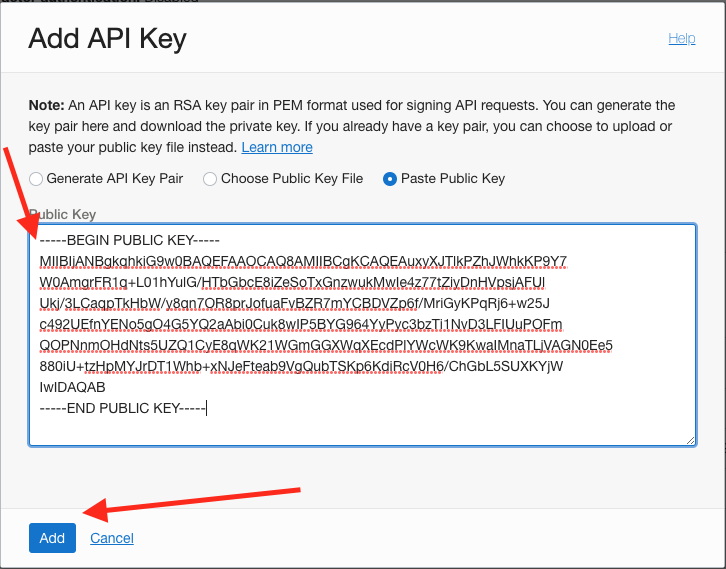 Add API Key
Help
Note: An API key is an RSA key pair in PEM format used for signing API requests. You can generate the
key pair here and download the private key. If you already have a key pair, you can choose to upload or
paste your public key file instead. Learn more
Generate API Key Pair
Choose Public Key File
Paste Public Key
Public Key
-----BEGIN PUBLIC KEY-----
MIIBIjANBgkqhkiG9w0BAQEFAAOCAQ8AMIIBCgKCAQEAuxyXJTlkPZhJWhkKP9Y7
W0AmgrFR1q+L01hYulG/HTbGbcE8iZeSoTxGnzwukMwIe4z77tZiyDnHVpsjAFUl
Ukj/3LCaqpTkHbW/y8qn7OR8prJofuaFvBZR7mYCBDVZp6f/MriGyKPqRj6+w25J
c492UEfnYENo5gO4G5YQ2aAbi0Cuk8wIP5BYG964YyPyc3bzTi1NyD3LFIUuPOFm
QOPNnmOHdNts5UZQ1CyE8qWK21WGmGGXWqXEcdPlYWcWK9KwaIMnaTLjVAGN0Ee5
880iU+tzHpMYJrDT1Whb+xNJeFteab9VgQubTSKp6KdiRcV0H6/ChGbL5SUXKYjW
IwIDAQAB
-----END PUBLIC KEY-----
Add
Cancel